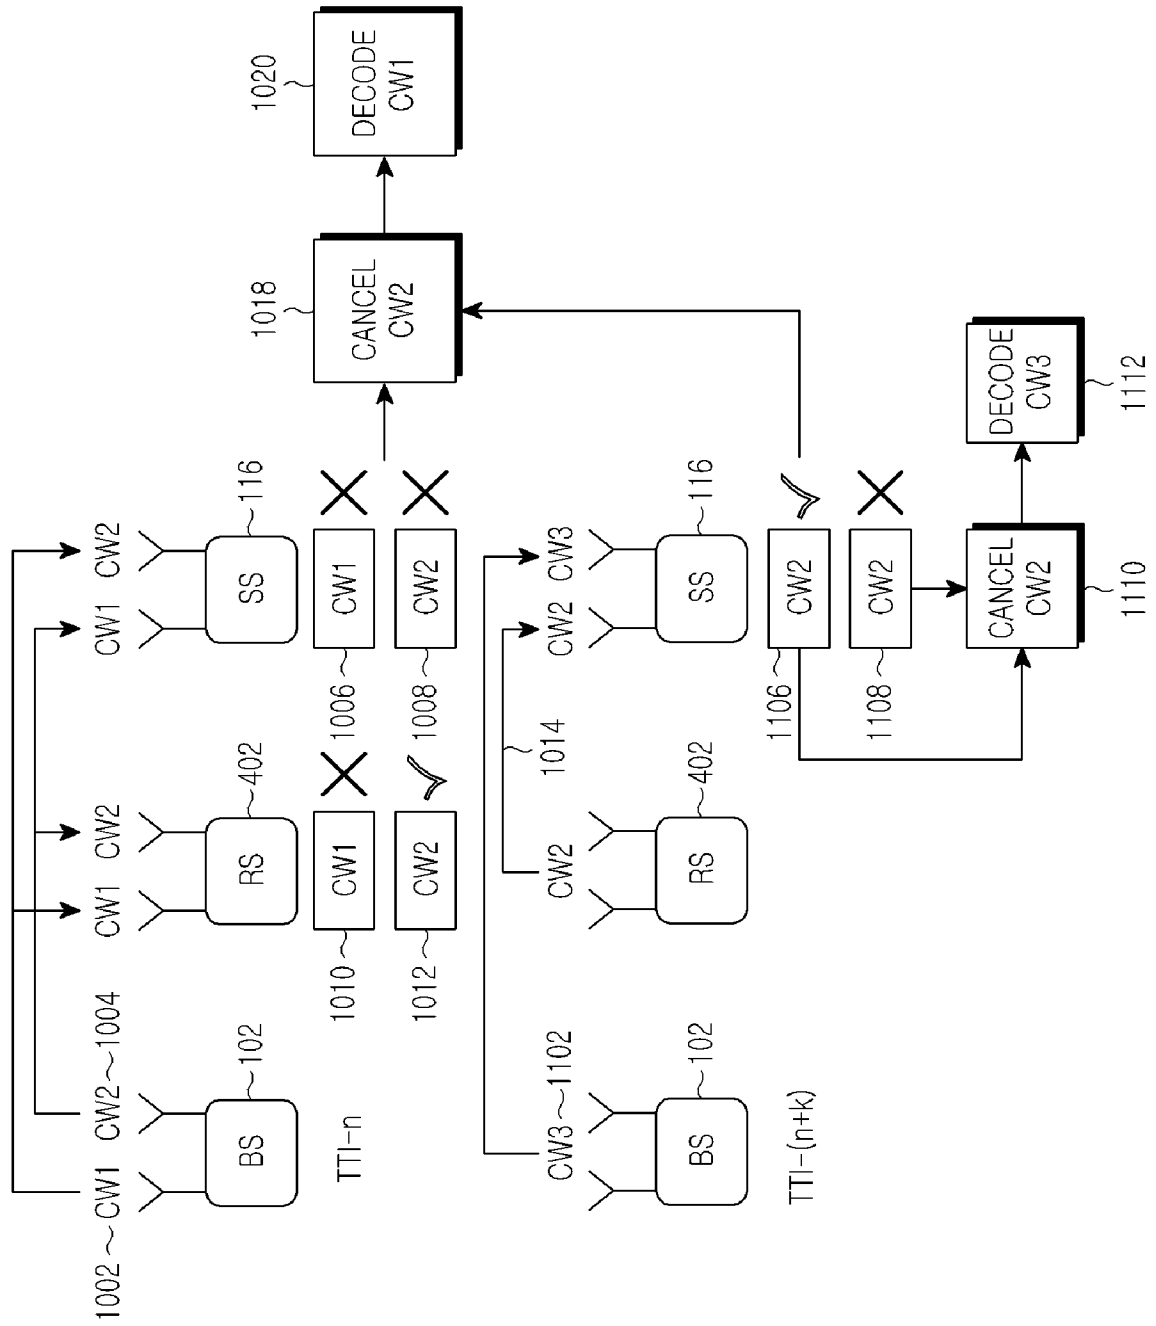 1002
CW1
CW2
1004
CW1
CW2
CW1
CW2
BS
102
RS
402
SS
116
TTI-n
1010
CW1
1006
CW1
1012
CW2
1008
CW2
1018
CANCEL
CW2
1020
DECODE
CW1
CW3
1102
CW2
1014
CW2
CW3
BS
102
RS
402
SS
116
TTI-(n+k)
1106
CW2
1108
CW2
CANCEL
CW2
1110
DECODE
CW3
1112